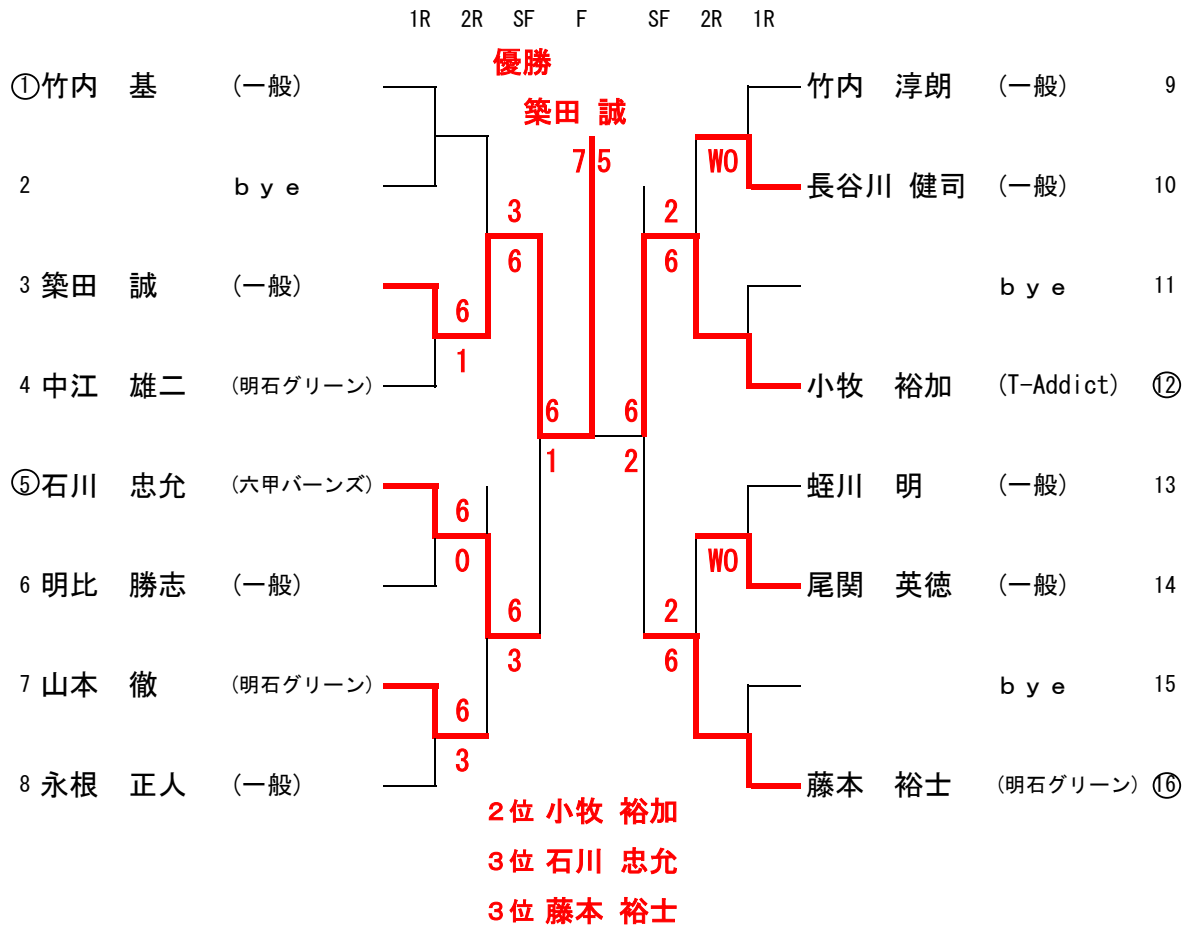 1R 2R SF F SF 2R 1R
優勝
①竹内 基 (一般) 竹内 淳朗 (一般) 9
築田 誠
7 5 WO
2 bye 長谷川 健司 (一般) 10
3 2
6 6
3 築田 誠 (一般) bye 11
6
1
4 中江 雄二 (明石グリーン) 小牧 裕加 (T-Addict) ⑫
6 6
1 2
⑤石川 忠允 (六甲バーンズ) 蛭川 明 (一般) 13
6
0 WO
6 明比 勝志 (一般) 尾関 英徳 (一般) 14
6 2
3 6
7 山本 徹 (明石グリーン) bye 15
6
3
8 永根 正人 (一般) 藤本 裕士 (明石グリーン) ⑯
2位 小牧 裕加
3位 石川 忠允
3位 藤本 裕士